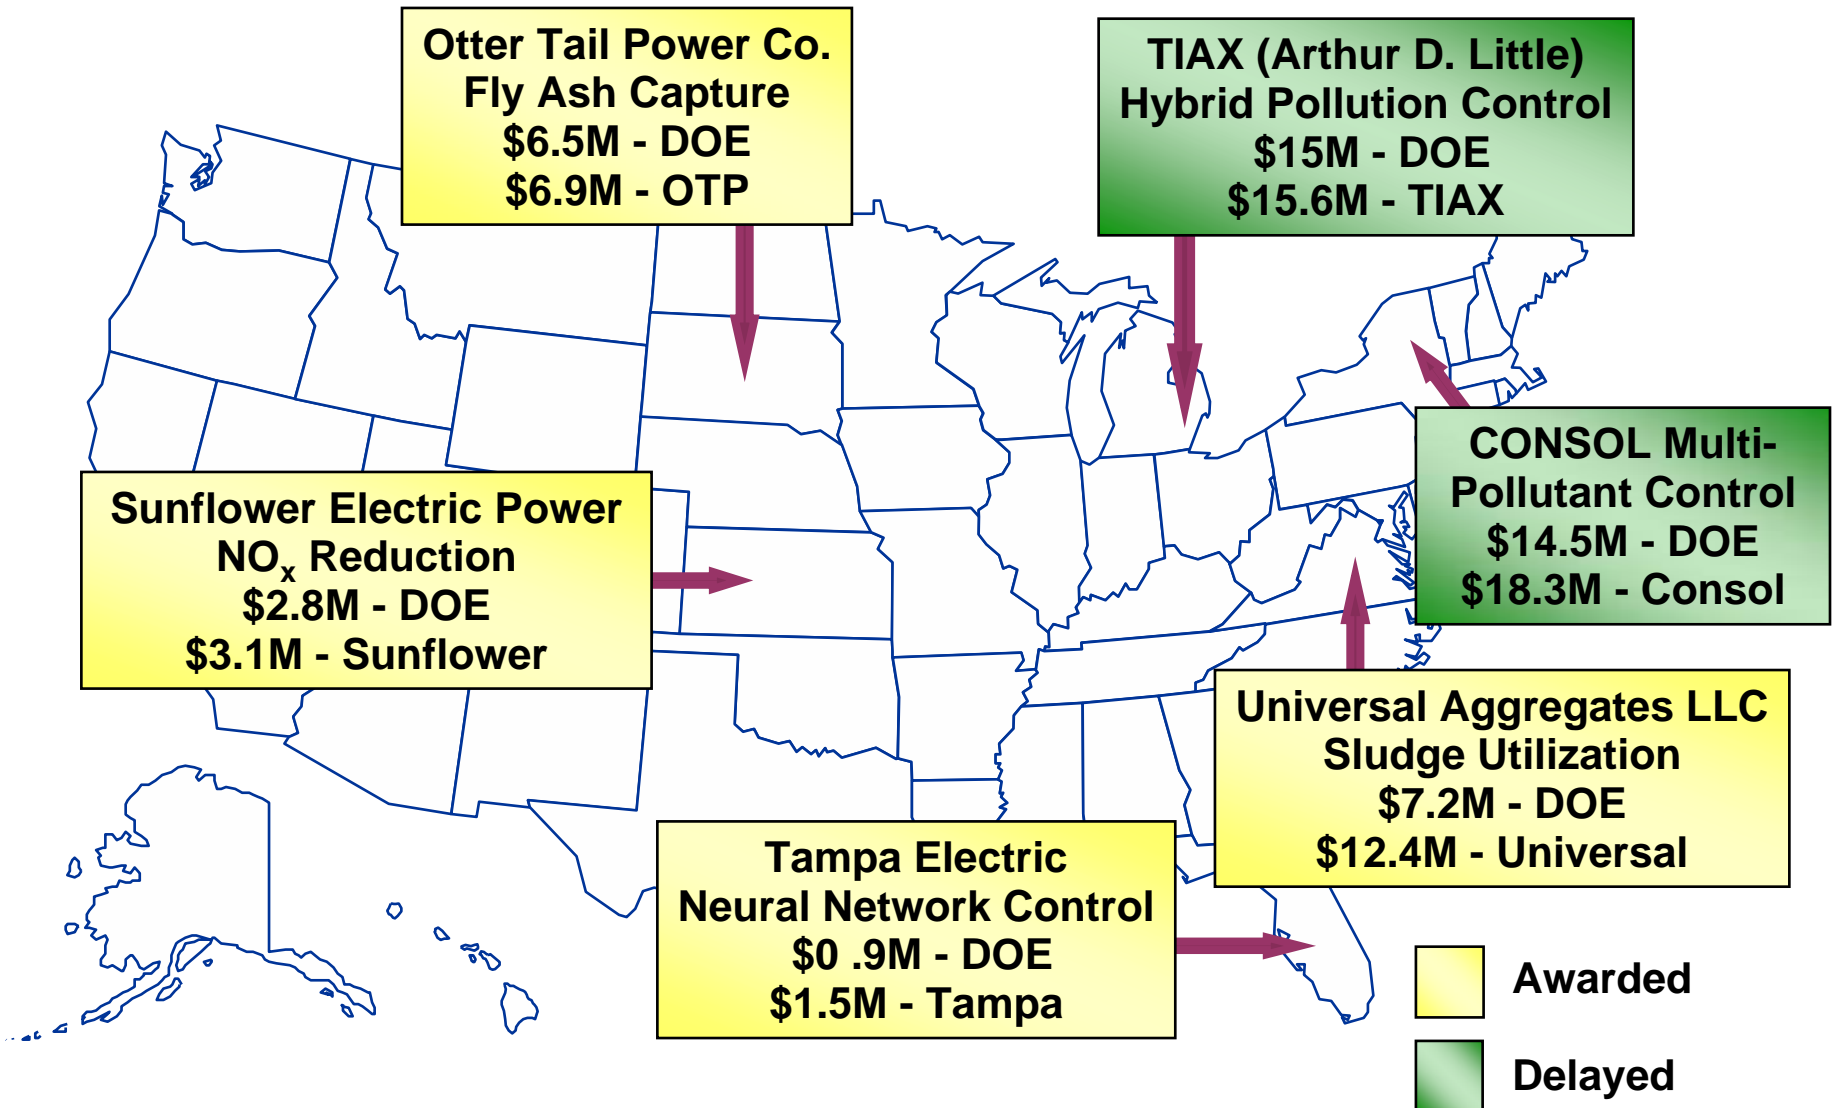 Otter Tail Power Co.
Fly Ash Capture
$6.5M - DOE
$6.9M - OTP
TIAX (Arthur D. Little)
Hybrid Pollution Control
$15M - DOE
$15.6M - TIAX
CONSOL Multi-
Pollutant Control
$14.5M - DOE
$18.3M - Consol
Sunflower Electric Power
NOx Reduction
$2.8M - DOE
$3.1M - Sunflower
Universal Aggregates LLC
Sludge Utilization
$7.2M - DOE
$12.4M - Universal
Tampa Electric
Neural Network Control
$0 .9M - DOE
$1.5M - Tampa
Awarded
Delayed